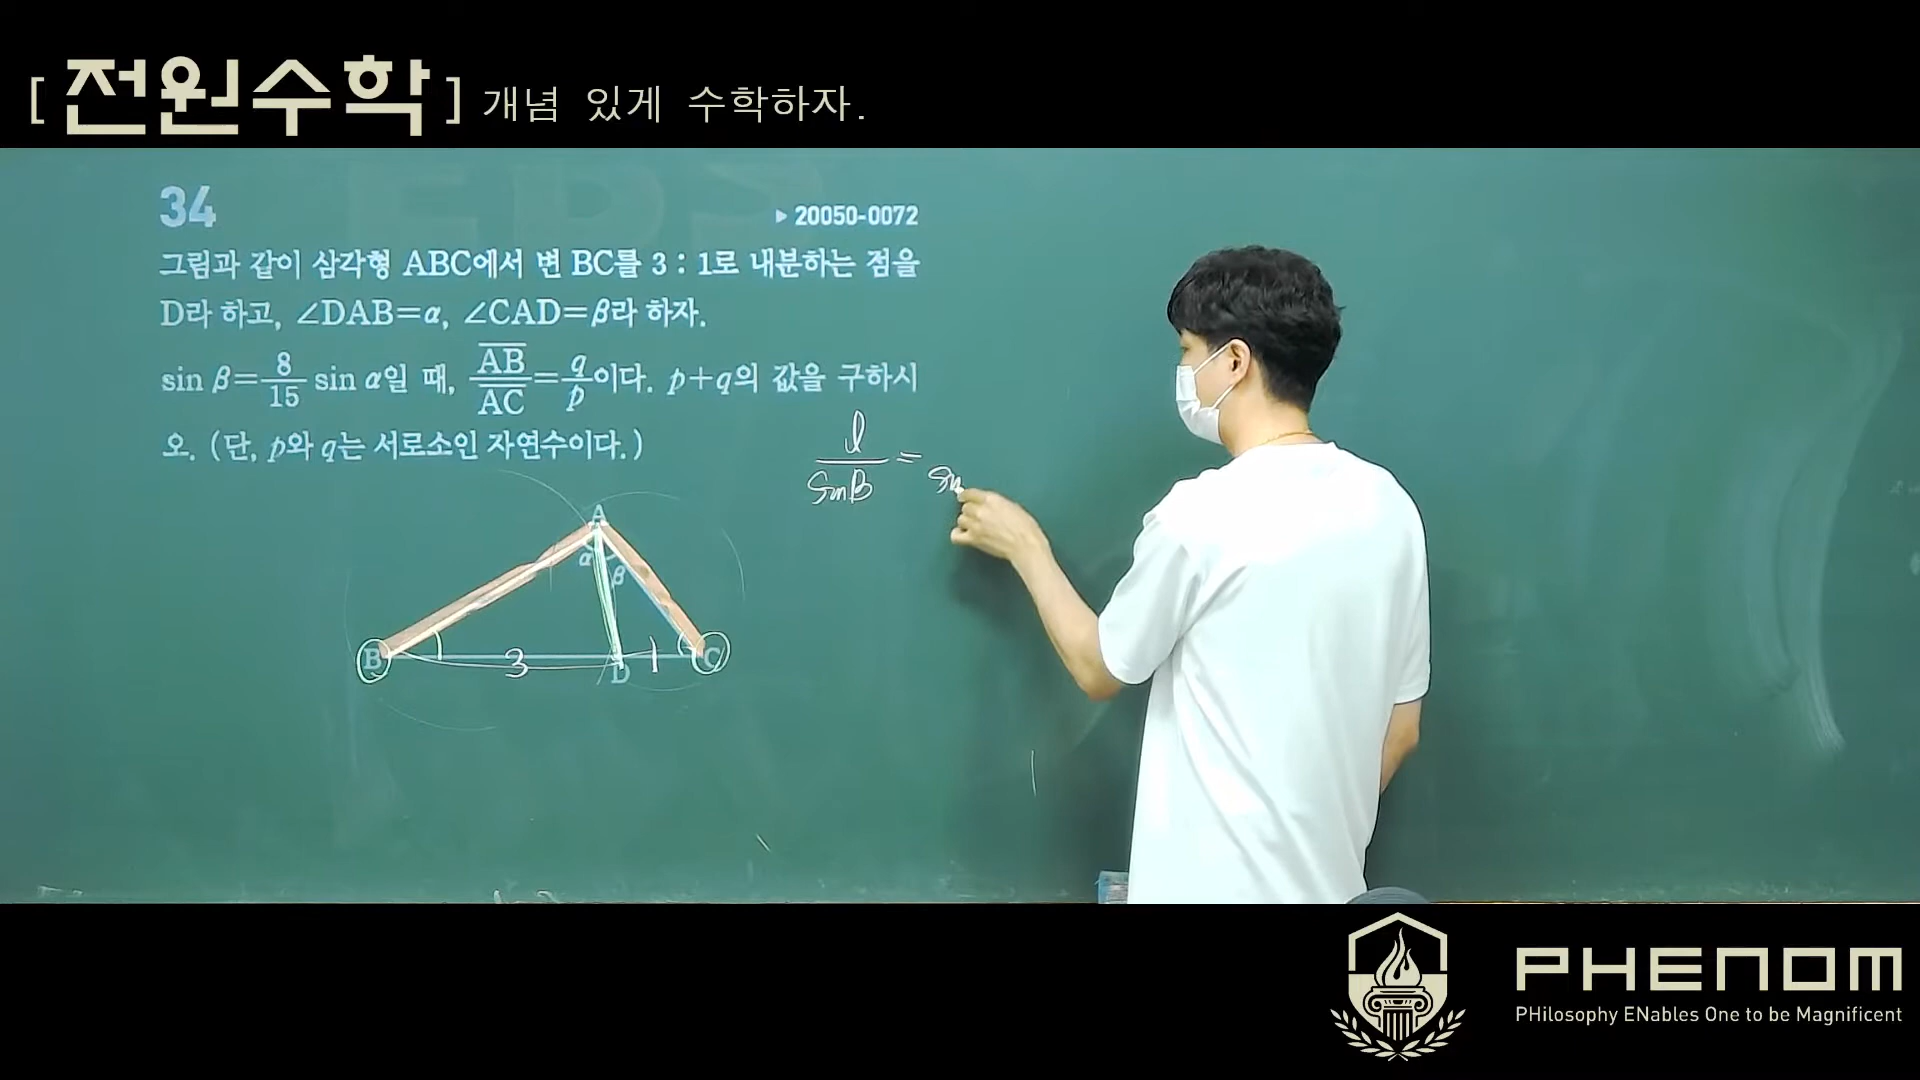 [전원수학] 개념 있게 수학하자.
34
▶ 20050-0072
그림과 같이 삼각형 ABC에서 변 BC를 3 : 1로 내분하는 점을
D라 하고, ∠DAB=α, ∠CAD=β라 하자.
sin β=8/15 sin α일 때, AB/AC=q/p이다. p+q의 값을 구하시
오. (단, p와 q는 서로소인 자연수이다.)
l/sinB =
A
α
β
B
3
D
1
C
PHENOM
PHilosophy ENables One to be Magnificent